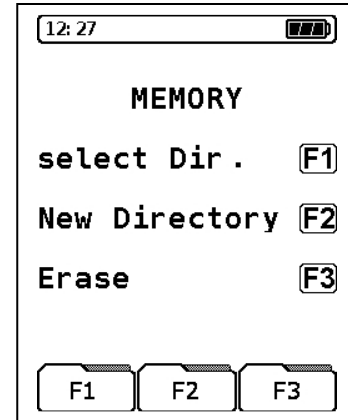 12: 27
MEMORY
select Dir . F1
New Directory F2
Erase F3
F1 F2 F3